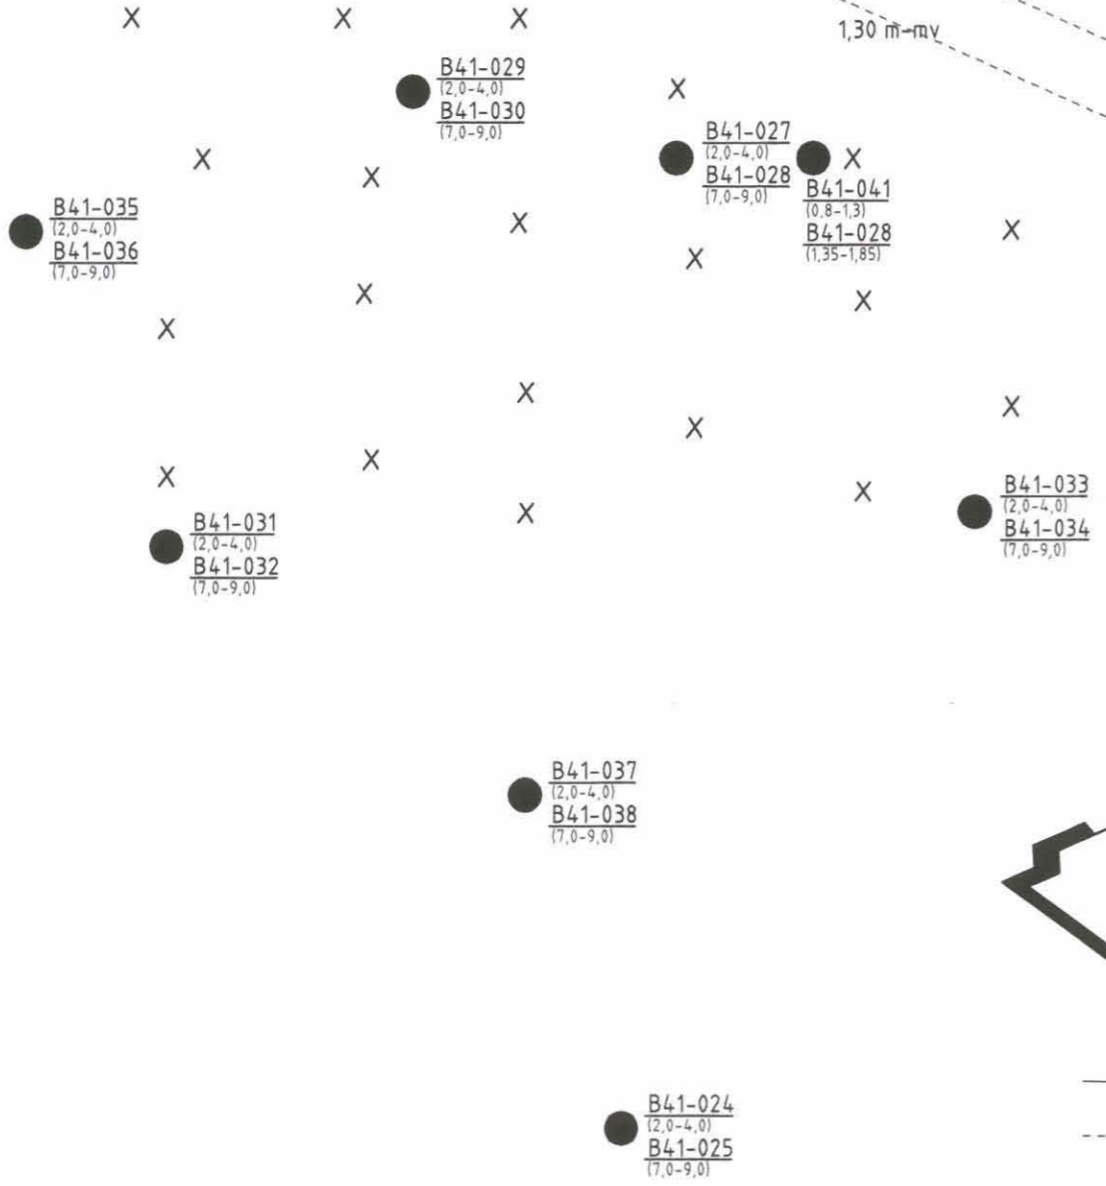 1,30 m-mv
B41-029
(2,0-4,0)
B41-030
(7,0-9,0)
B41-027
(2,0-4,0)
B41-028
(7,0-9,0)
B41-041
(0,8-1,3)
B41-028
(1,35-1,85)
B41-035
(2,0-4,0)
B41-036
(7,0-9,0)
B41-033
(2,0-4,0)
B41-034
(7,0-9,0)
B41-031
(2,0-4,0)
B41-032
(7,0-9,0)
B41-037
(2,0-4,0)
B41-038
(7,0-9,0)
B41-024
(2,0-4,0)
B41-025
(7,0-9,0)